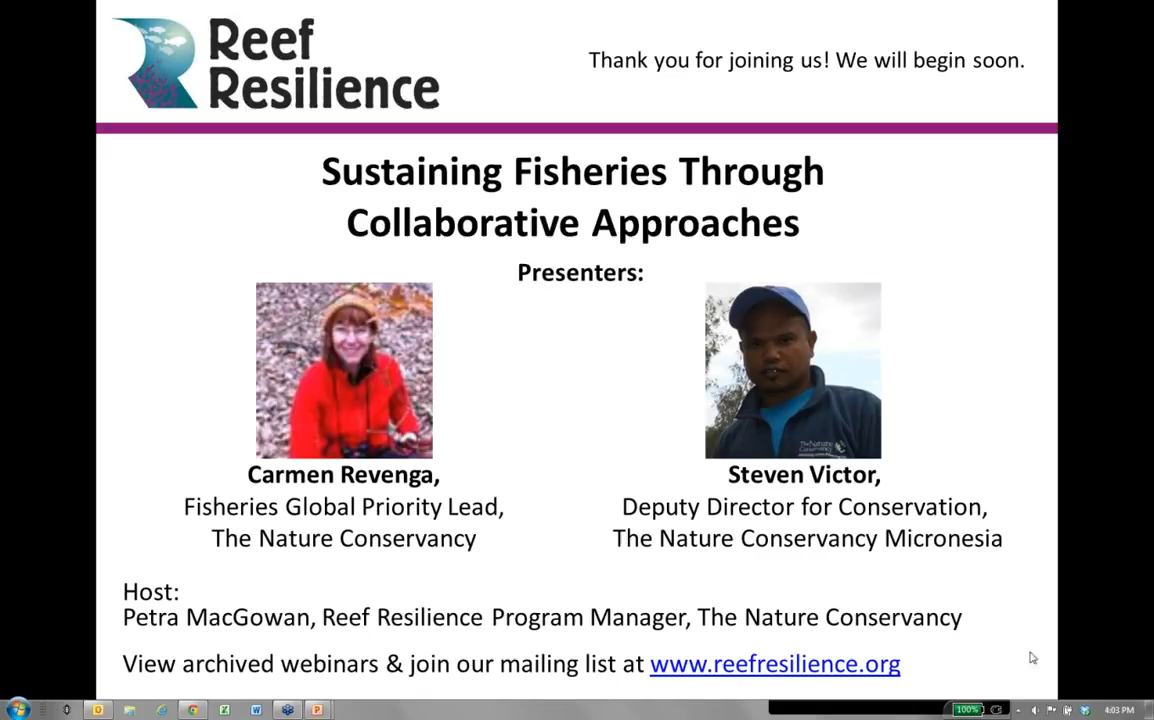 Reef
Resilience
Thank you for joining us! We will begin soon.
Sustaining Fisheries Through
Collaborative Approaches
Presenters:
The Nature
Conservancy
Carmen Revenga,
Fisheries Global Priority Lead,
The Nature Conservancy
Steven Victor,
Deputy Director for Conservation,
The Nature Conservancy Micronesia
Host:
Petra MacGowan, Reef Resilience Program Manager, The Nature Conservancy
View archived webinars & join our mailing list at www.reefresilience.org
100%
4:03 PM